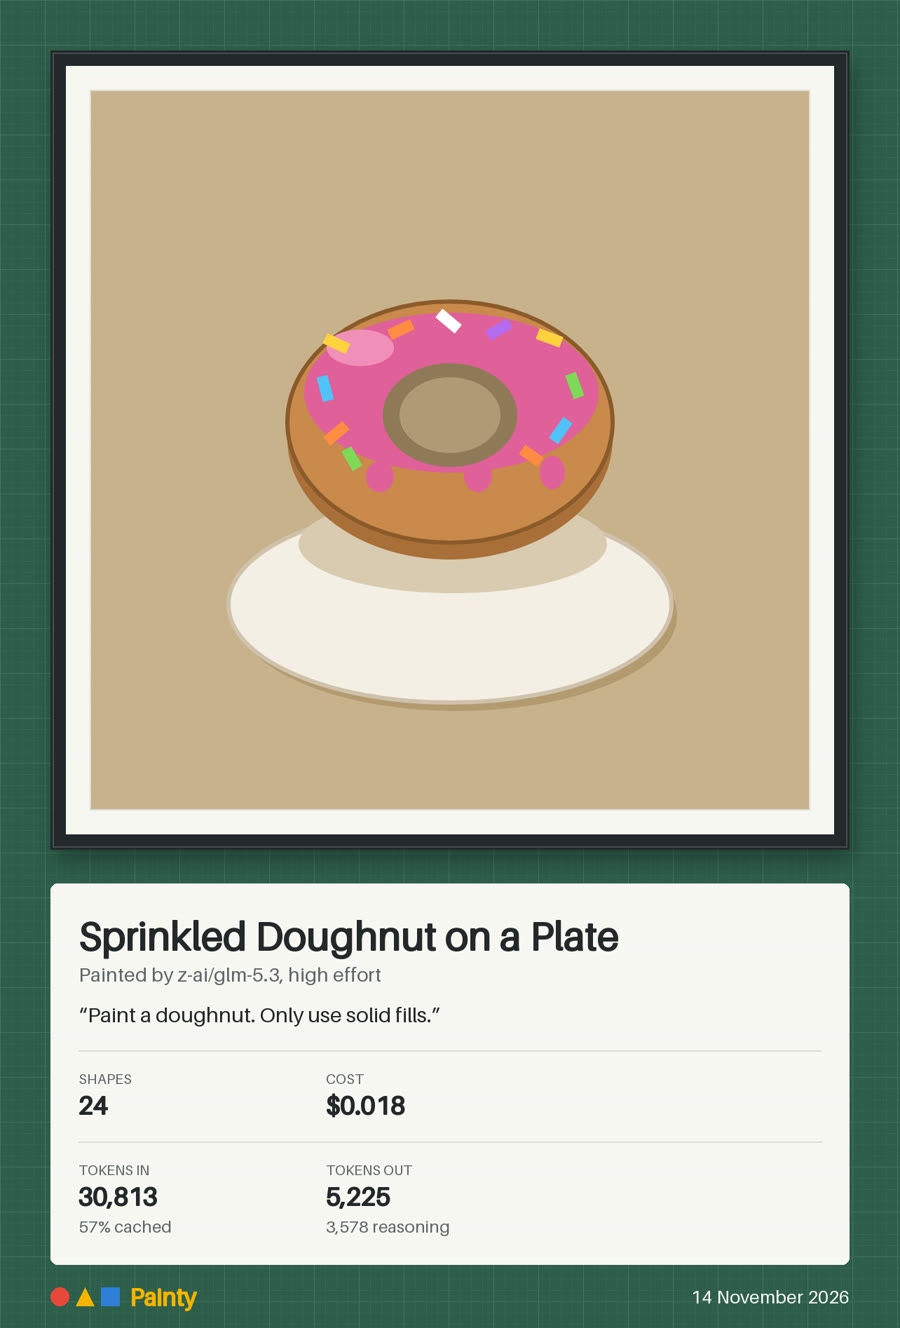 Sprinkled Doughnut on a Plate
Painted by z-ai/glm-5.3, high effort
“Paint a doughnut. Only use solid fills.”
SHAPES COST
24 $0.018
TOKENS IN TOKENS OUT
30,813 5,225
57% cached 3,578 reasoning
Painty 14 November 2026